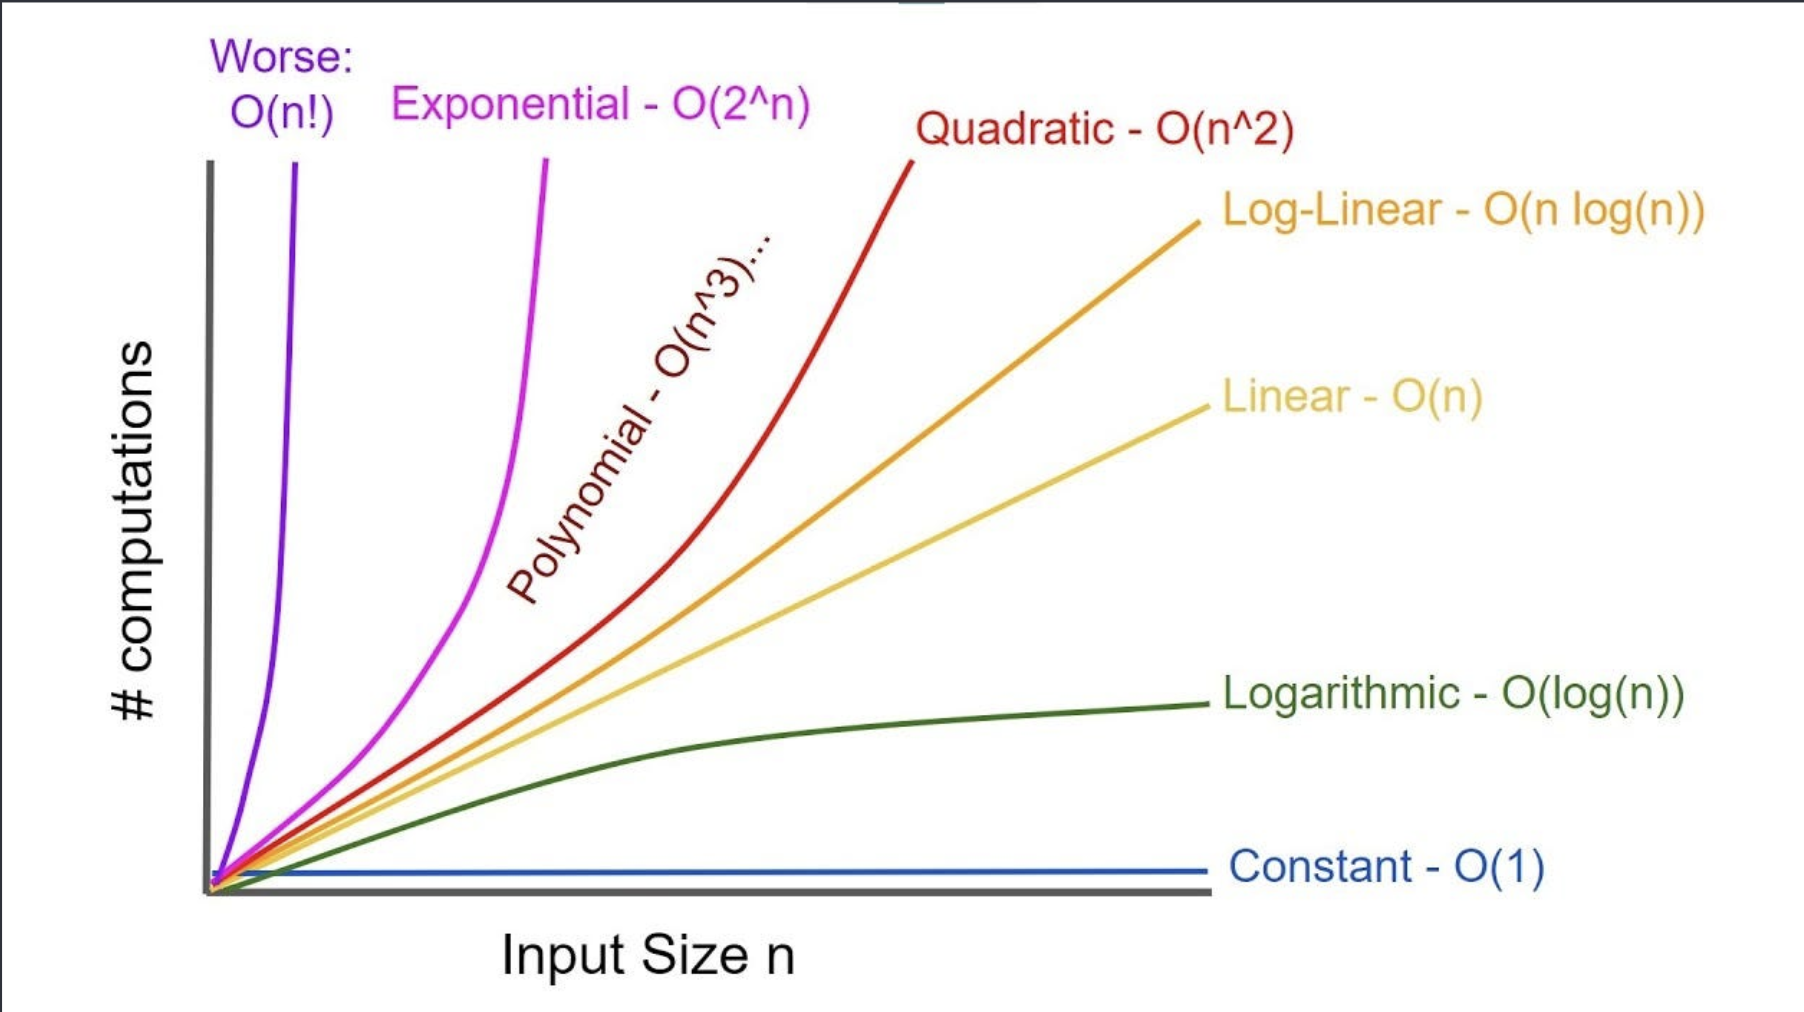 Worse:
O(n!)
Exponential - O(2^n)
Quadratic - O(n^2)
Polynomial - O(n^3)...
Log-Linear - O(n log(n))
Linear - O(n)
Logarithmic - O(log(n))
Constant - O(1)
# computations
Input Size n